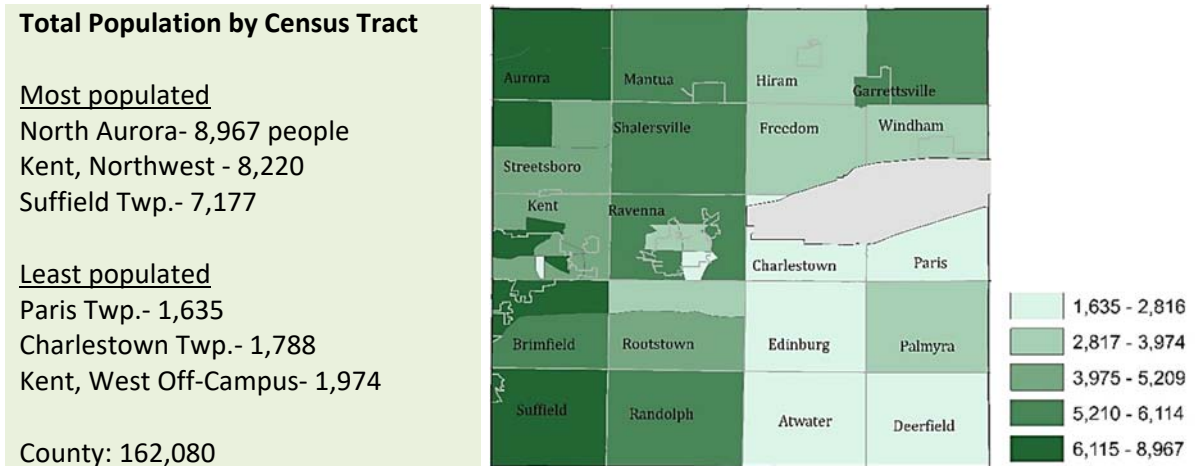 Total Population by Census Tract
Most populated
North Aurora- 8,967 people
Kent, Northwest - 8,220
Suffield Twp.- 7,177
Least populated
Paris Twp.- 1,635
Charlestown Twp.- 1,788
Kent, West Off-Campus- 1,974
County: 162,080
Aurora
Mantua
Hiram
Garrettsville
Shalersville
Freedom
Windham
Streetsboro
Kent
Ravenna
Charlestown
Paris
Brimfield
Rootstown
Edinburg
Palmyra
Suffield
Randolph
Atwater
Deerfield
1,635 - 2,816
2,817 - 3,974
3,975 - 5,209
5,210 - 6,114
6,115 - 8,967